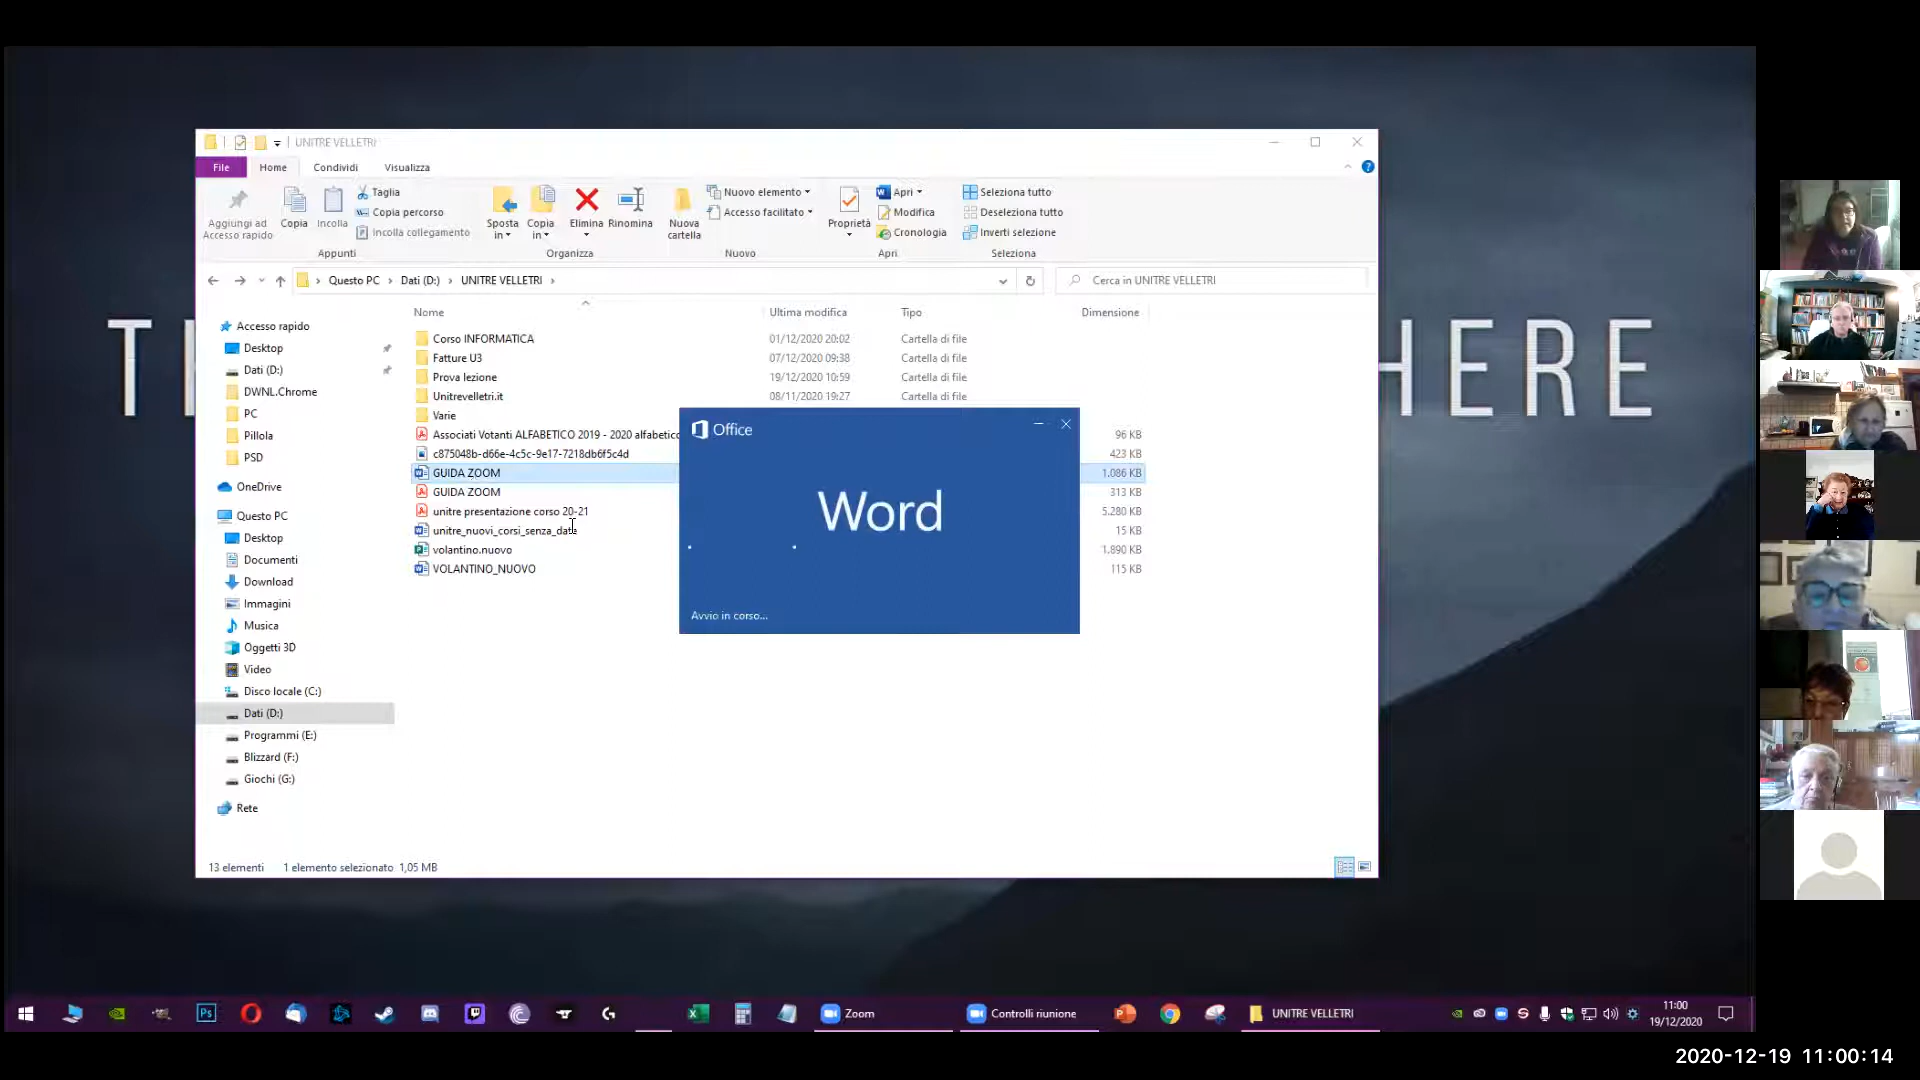 UNITRE VELLETRI
File Home Condividi Visualizza
Aggiungi ad Accesso rapido
Copia
Incolla
Taglia
Copia percorso
Incolla collegamento
Appunti
Sposta in
Copia in
Elimina
Rinomina
Organizza
Nuova cartella
Nuovo elemento
Accesso facilitato
Nuovo
Proprietà
Apri
Modifica
Cronologia
Apri
Seleziona tutto
Deseleziona tutto
Inverti selezione
Seleziona
Questo PC > Dati (D:) > UNITRE VELLETRI >
Cerca in UNITRE VELLETRI
Accesso rapido
Desktop
Dati (D:)
DWNL.Chrome
PC
Pillola
PSD
OneDrive
Questo PC
Desktop
Documenti
Download
Immagini
Musica
Oggetti 3D
Video
Disco locale (C:)
Dati (D:)
Programmi (E:)
Blizzard (F:)
Giochi (G:)
Rete
Nome Ultima modifica Tipo Dimensione
Corso INFORMATICA 01/12/2020 20:02 Cartella di file
Fatture U3 07/12/2020 09:38 Cartella di file
Prova lezione 19/12/2020 10:59 Cartella di file
Unitrevelletri.it 08/11/2020 19:27 Cartella di file
Varie
Associati Votanti ALFABETICO 2019 - 2020 alfabetico 96 KB
c875048b-d66e-4c5c-9e17-7218db6f5c4d 423 KB
GUIDA ZOOM 1.086 KB
GUIDA ZOOM 313 KB
unitre presentazione corso 20-21 5.280 KB
unitre_nuovi_corsi_senza_date 15 KB
volantino.nuovo 1.890 KB
VOLANTINO_NUOVO 115 KB
Office
Word
Avvio in corso...
13 elementi 1 elemento selezionato 1,05 MB
T
HERE
Ps
Zoom
Controlli riunione
UNITRE VELLETRI
11:00
19/12/2020
2020-12-19 11:00:14